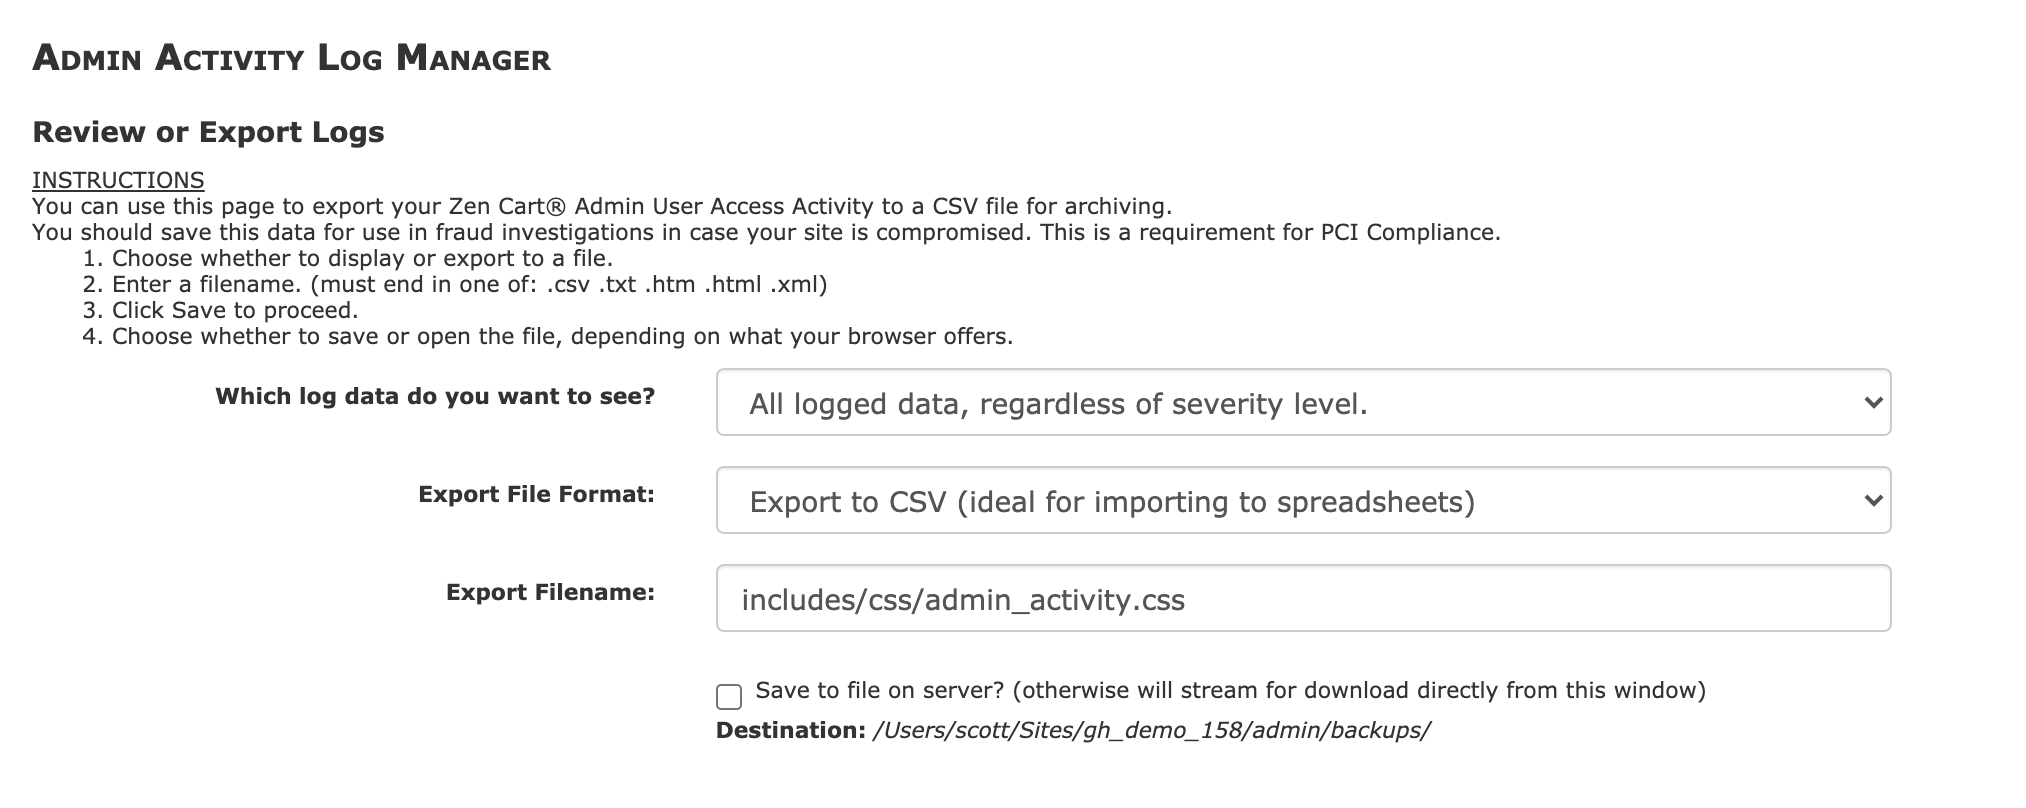 Admin Activity Log Manager
Review or Export Logs
INSTRUCTIONS
You can use this page to export your Zen Cart® Admin User Access Activity to a CSV file for archiving.
You should save this data for use in fraud investigations in case your site is compromised. This is a requirement for PCI Compliance.
1. Choose whether to display or export to a file.
2. Enter a filename. (must end in one of: .csv .txt .htm .html .xml)
3. Click Save to proceed.
4. Choose whether to save or open the file, depending on what your browser offers.
Which log data do you want to see? All logged data, regardless of severity level.
Export File Format: Export to CSV (ideal for importing to spreadsheets)
Export Filename: includes/css/admin_activity.css
Save to file on server? (otherwise will stream for download directly from this window)
Destination: /Users/scott/Sites/gh_demo_158/admin/backups/